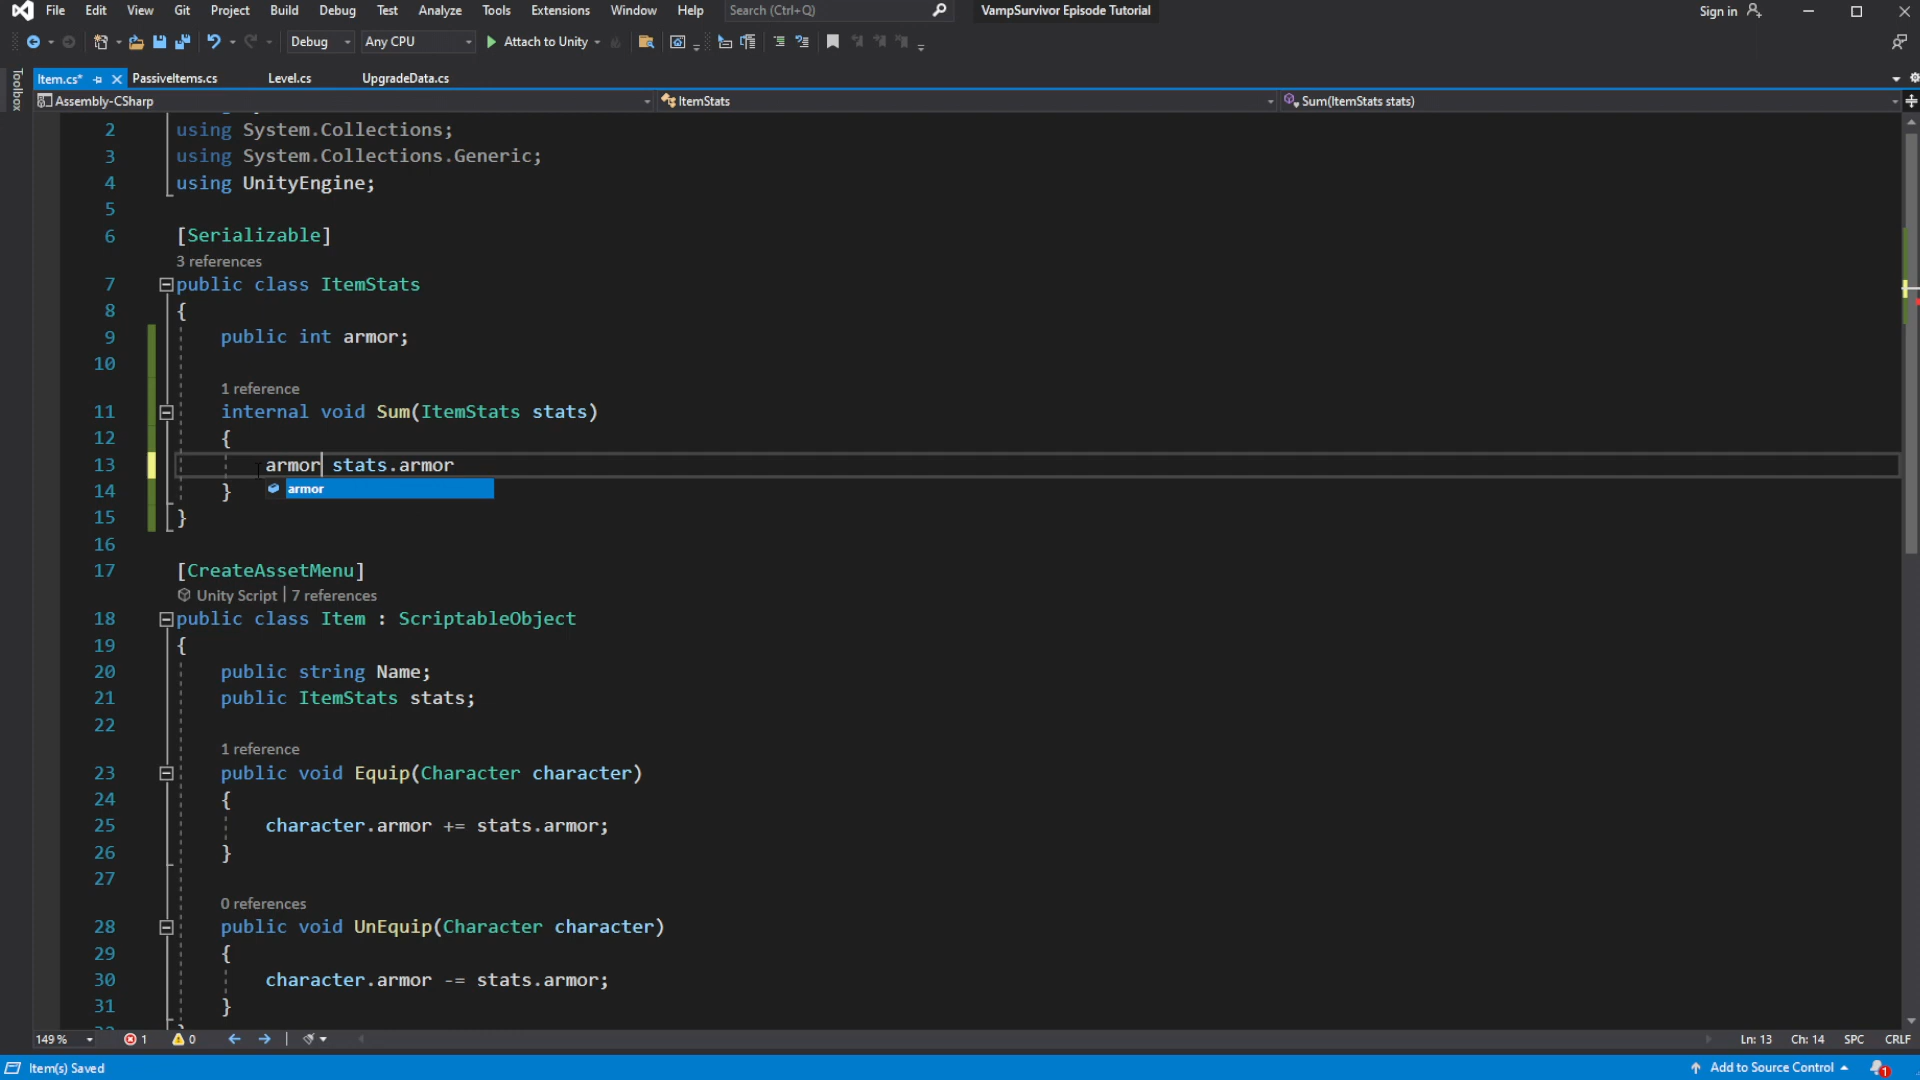 File Edit View Git Project Build Debug Test Analyze Tools Extensions Window Help Search (Ctrl+Q) VampSurvivor Episode Tutorial Sign in
Debug Any CPU Attach to Unity
Toolbox
Item.cs* PassiveItems.cs Level.cs UpgradeData.cs
Assembly-CSharp ItemStats Sum(ItemStats stats)
2 using System.Collections;
3 using System.Collections.Generic;
4 using UnityEngine;
5
6 [Serializable]
3 references
7 public class ItemStats
8 {
9 public int armor;
10
1 reference
11 internal void Sum(ItemStats stats)
12 {
13 armor stats.armor
armor
14 }
15 }
16
17 [CreateAssetMenu]
Unity Script | 7 references
18 public class Item : ScriptableObject
19 {
20 public string Name;
21 public ItemStats stats;
22
1 reference
23 public void Equip(Character character)
24 {
25 character.armor += stats.armor;
26 }
27
0 references
28 public void UnEquip(Character character)
29 {
30 character.armor -= stats.armor;
31 }
149 % 1 0 Ln: 13 Ch: 14 SPC CRLF
Item(s) Saved Add to Source Control 1